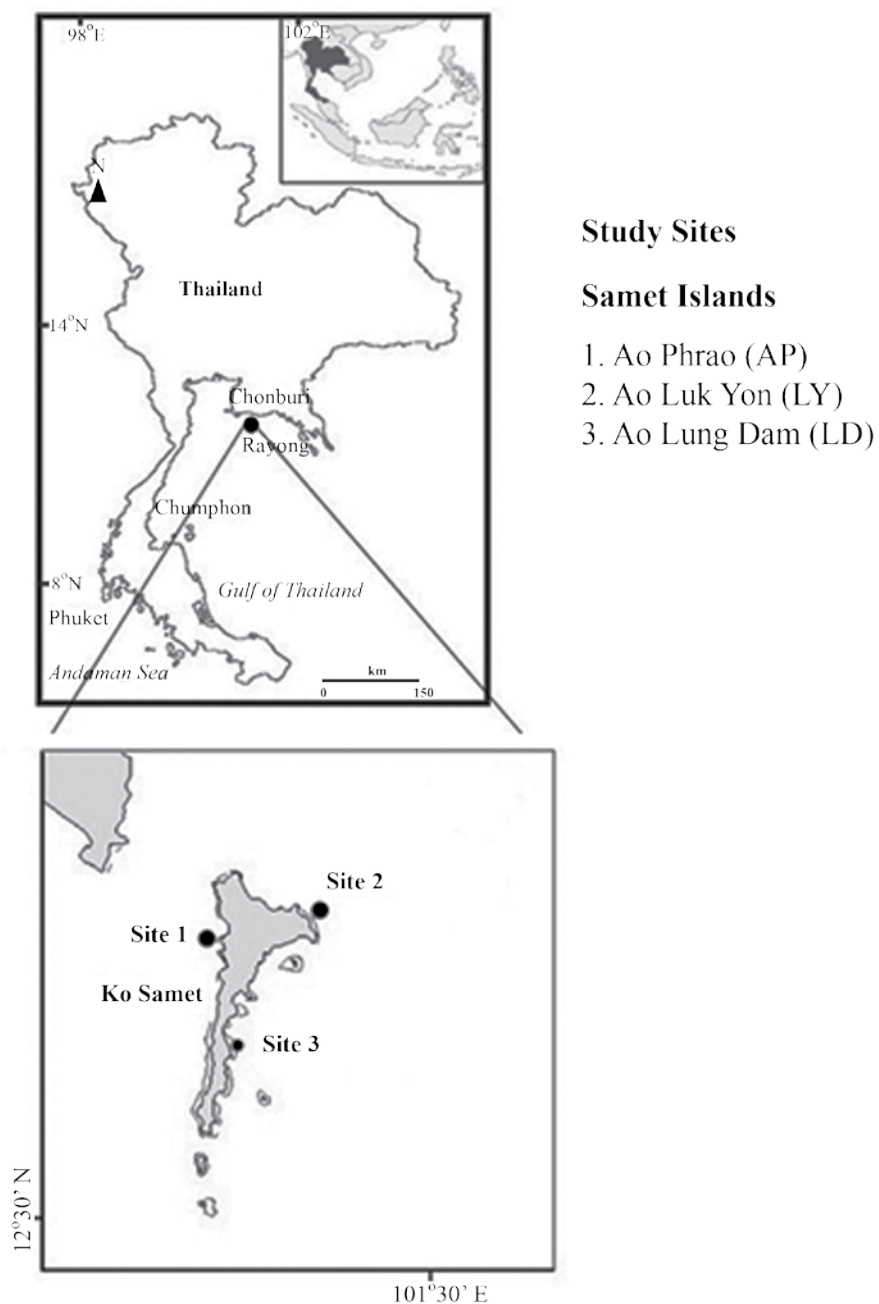 98°E
102°E
N
Thailand
14°N
Chonburi
Rayong
Chumphon
8°N
Gulf of Thailand
Phuket
Andaman Sea
km
0 150
Study Sites
Samet Islands
1. Ao Phrao (AP)
2. Ao Luk Yon (LY)
3. Ao Lung Dam (LD)
Site 2
Site 1
Ko Samet
Site 3
12°30' N
101°30' E